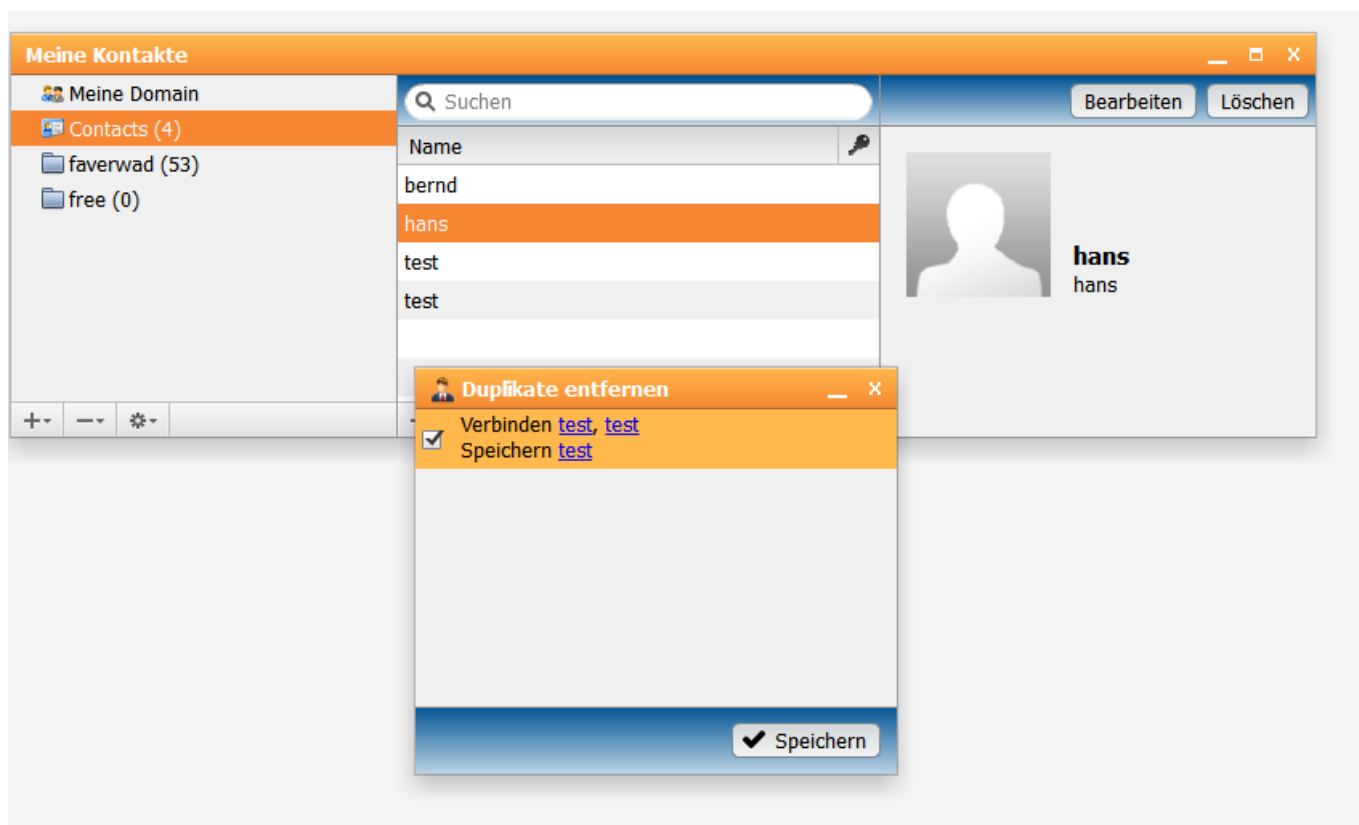 Meine Kontakte
Meine Domain
Contacts (4)
faverwad (53)
free (0)
Suchen
Name
bernd
hans
test
test
Bearbeiten
Löschen
hans
hans
Duplikate entfernen
Verbinden test, test
Speichern test
Speichern